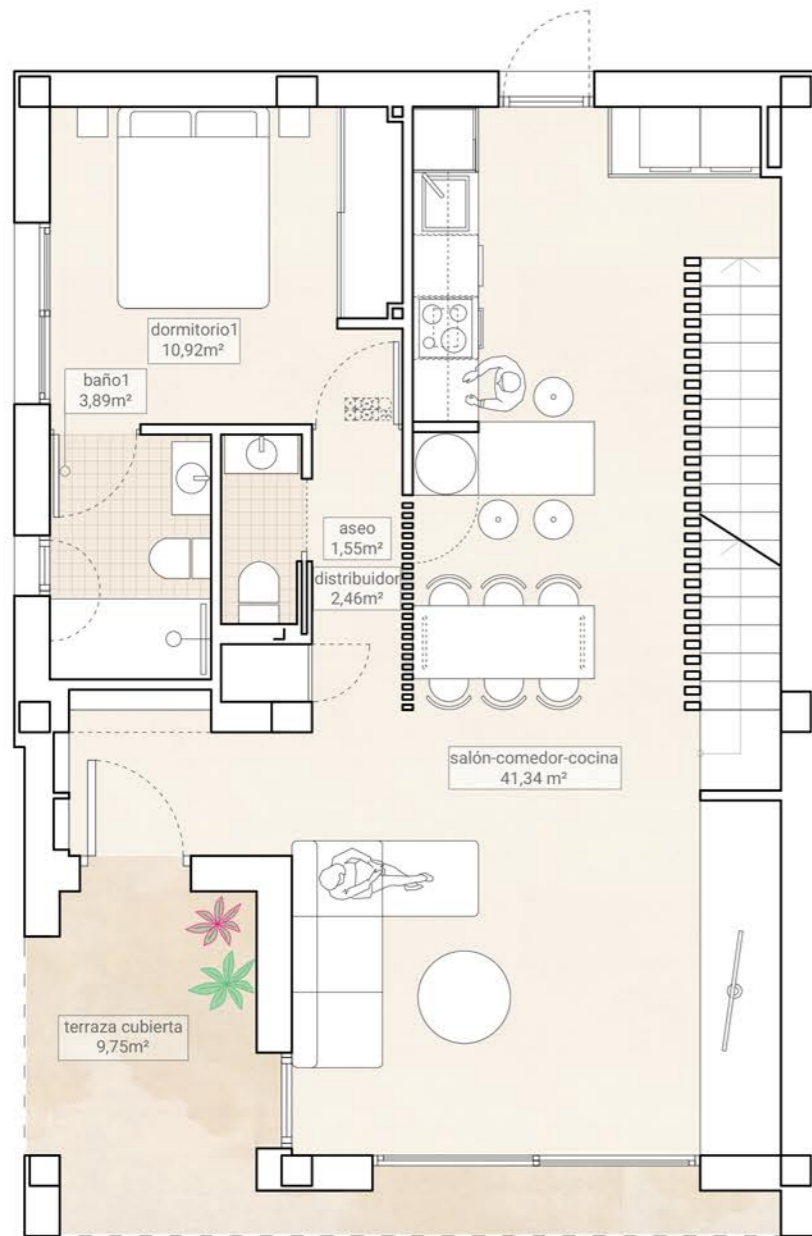 dormitorio1
10,92m²
baño1
3,89m²
aseo
1,55m²
distribuidor
2,46m²
salón-comedor-cocina
41,34 m²
terraza cubierta
9,75m²